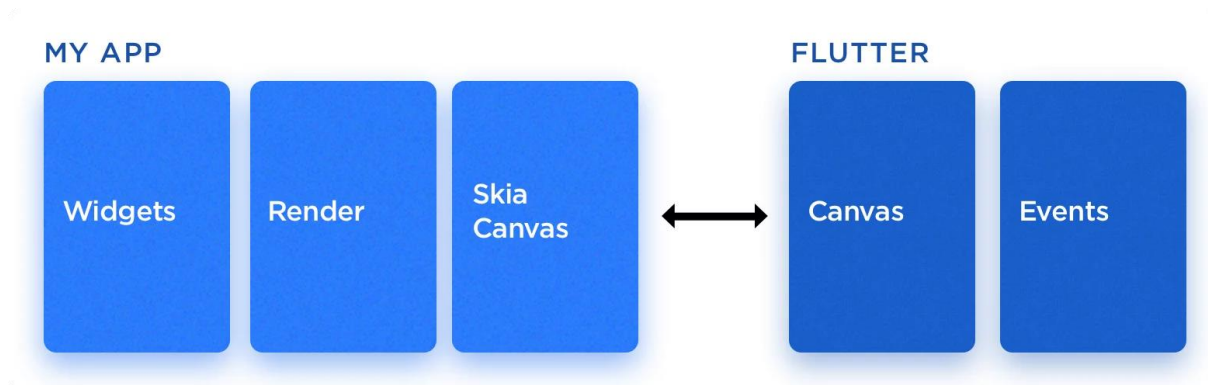 MY APP
FLUTTER
Widgets
Render
Skia
Canvas
Canvas
Events